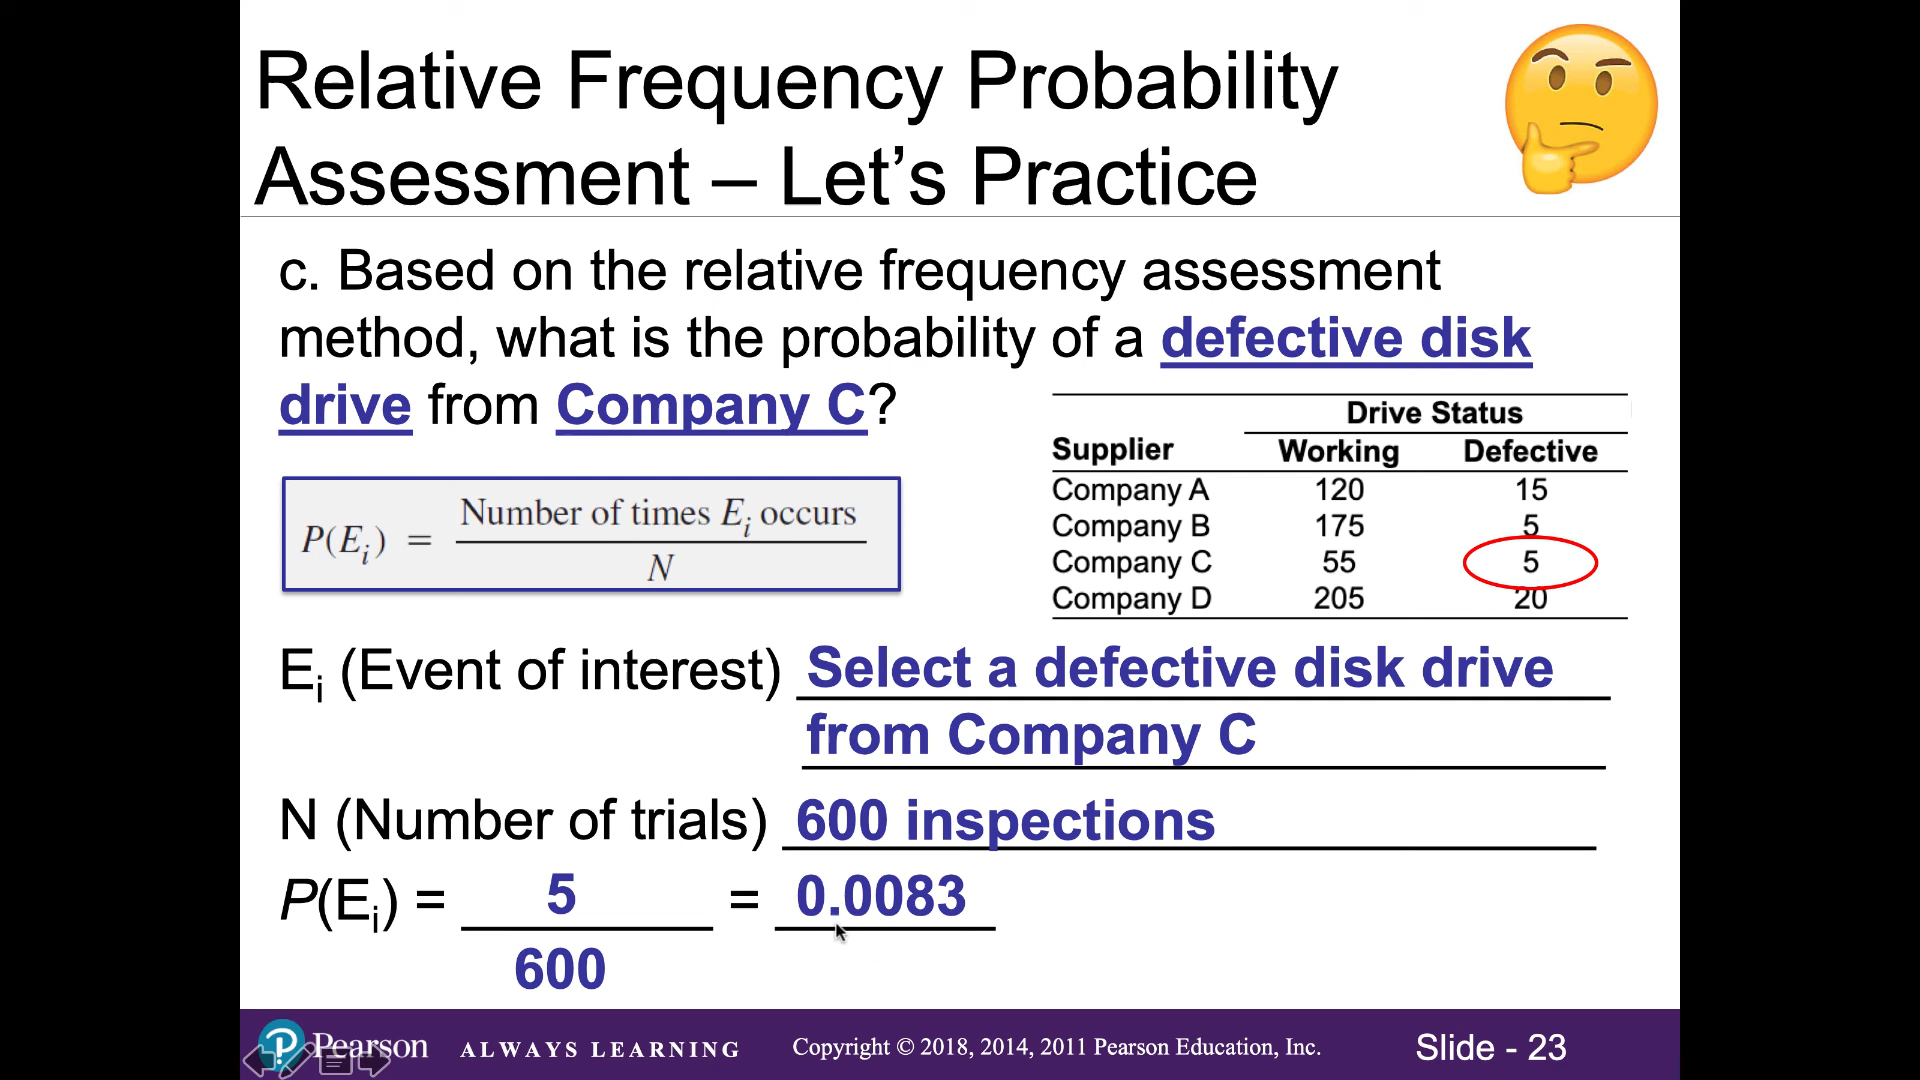 Relative Frequency Probability
Assessment – Let’s Practice
c. Based on the relative frequency assessment
method, what is the probability of a defective disk
drive from Company C?
P(Ei) = Number of times Ei occurs
N
Drive Status
Supplier Working Defective
Company A 120 15
Company B 175 5
Company C 55 5
Company D 205 20
Ei (Event of interest) Select a defective disk drive
from Company C
N (Number of trials) 600 inspections
P(Ei) = 5 = 0.0083
600
Pearson ALWAYS LEARNING Copyright © 2018, 2014, 2011 Pearson Education, Inc. Slide - 23